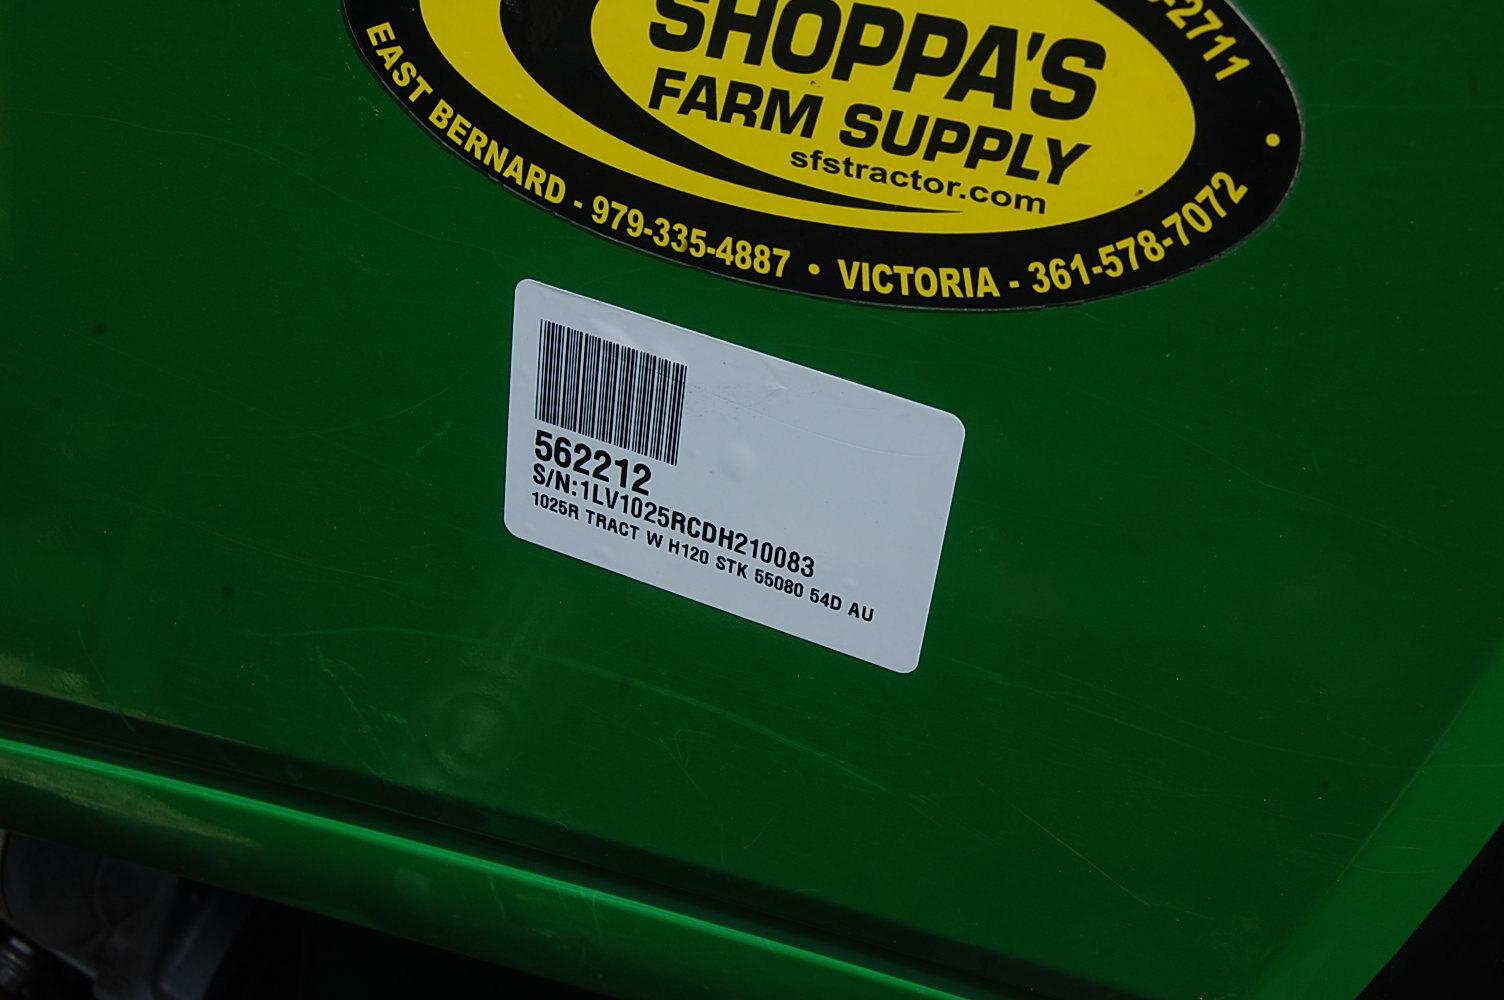 -2711
SHOPPA'S
FARM SUPPLY
sfstractor.com
EAST BERNARD - 979-335-4887 • VICTORIA - 361-578-7072 •
562212
S/N:1LV1025RCDH210083
1025R TRACT W H120 STK 55080 54D AU